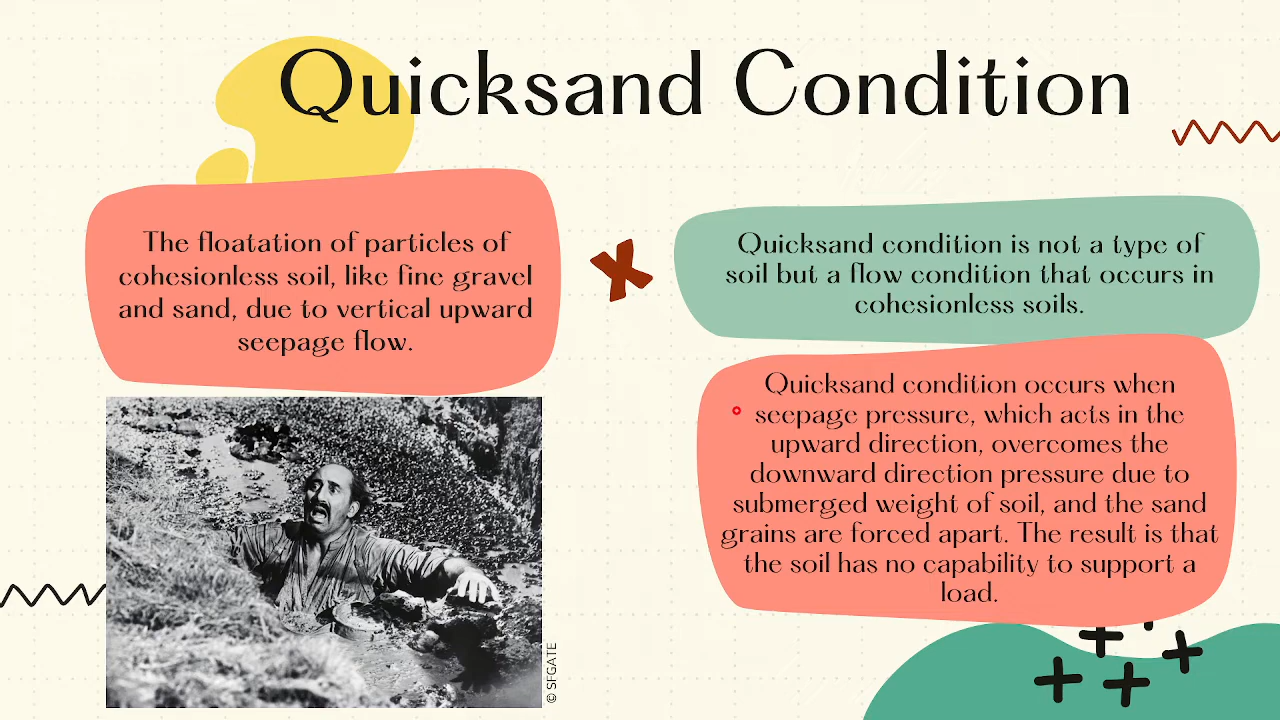 Quicksand Condition
The floatation of particles of
cohesionless soil, like fine gravel
and sand, due to vertical upward
seepage flow.
Quicksand condition is not a type of
soil but a flow condition that occurs in
cohesionless soils.
Quicksand condition occurs when
seepage pressure, which acts in the
upward direction, overcomes the
downward direction pressure due to
submerged weight of soil, and the sand
grains are forced apart. The result is that
the soil has no capability to support a
load.
© SFGATE